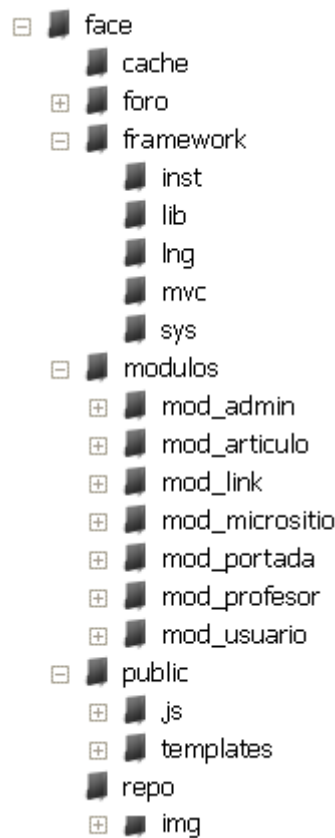 face
cache
foro
framework
inst
lib
lng
mvc
sys
modulos
mod_admin
mod_articulo
mod_link
mod_micrositio
mod_portada
mod_profesor
mod_usuario
public
js
templates
repo
img